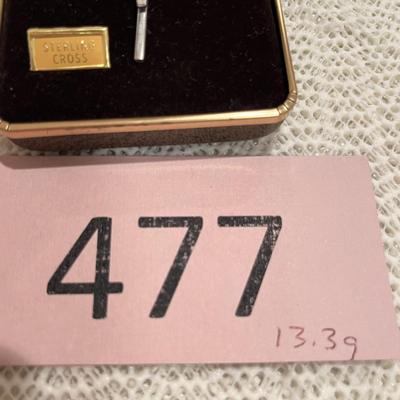 STERLING
CROSS
477
13.3g